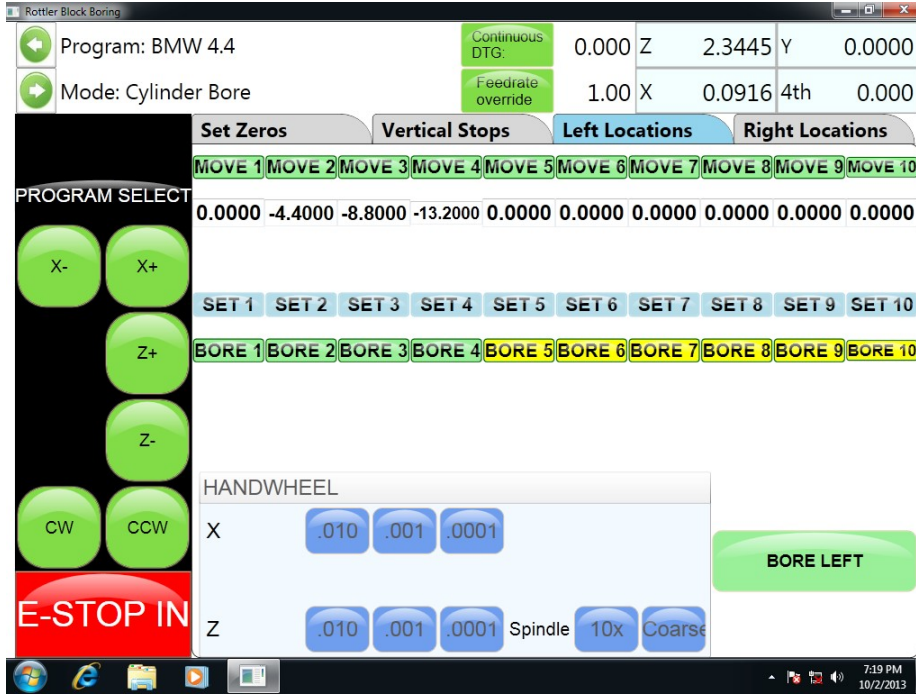 Rottler Block Boring
Program: BMW 4.4
Continuous DTG:
0.000
Z
2.3445
Y
0.0000
Mode: Cylinder Bore
Feedrate override
1.00
X
0.0916
4th
0.000
Set Zeros
Vertical Stops
Left Locations
Right Locations
MOVE 1 MOVE 2 MOVE 3 MOVE 4 MOVE 5 MOVE 6 MOVE 7 MOVE 8 MOVE 9 MOVE 10
PROGRAM SELECT
0.0000 -4.4000 -8.8000 -13.2000 0.0000 0.0000 0.0000 0.0000 0.0000 0.0000
X-
X+
SET 1 SET 2 SET 3 SET 4 SET 5 SET 6 SET 7 SET 8 SET 9 SET 10
Z+
BORE 1 BORE 2 BORE 3 BORE 4 BORE 5 BORE 6 BORE 7 BORE 8 BORE 9 BORE 10
Z-
HANDWHEEL
CW
CCW
X
.010 .001 .0001
BORE LEFT
E-STOP IN
Z
.010 .001 .0001 Spindle 10x Coarse
7:19 PM
10/2/2013